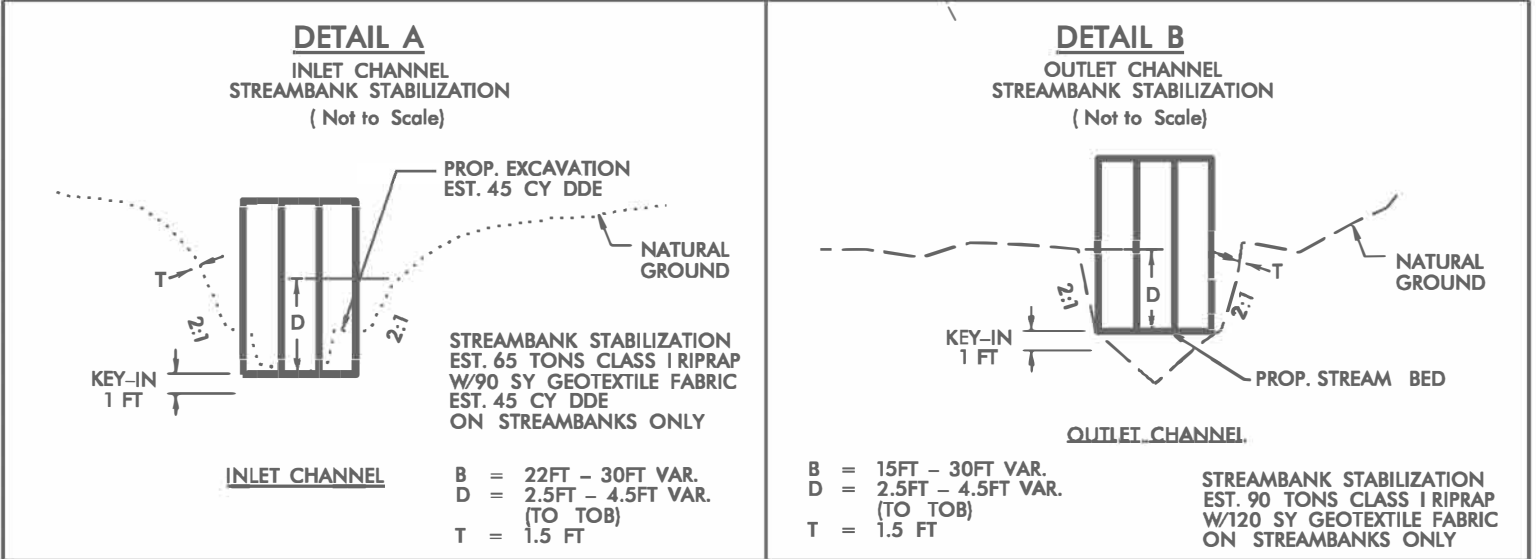 DETAIL A
INLET CHANNEL
STREAMBANK STABILIZATION
( Not to Scale)
PROP. EXCAVATION
EST. 45 CY DDE
NATURAL
GROUND
T
2:1
D
2:1
KEY-IN
1 FT
STREAMBANK STABILIZATION
EST. 65 TONS CLASS I RIPRAP
W/90 SY GEOTEXTILE FABRIC
EST. 45 CY DDE
ON STREAMBANKS ONLY
INLET CHANNEL
B = 22FT - 30FT VAR.
D = 2.5FT - 4.5FT VAR.
(TO TOB)
T = 1.5 FT
DETAIL B
OUTLET CHANNEL
STREAMBANK STABILIZATION
( Not to Scale)
NATURAL
GROUND
T
2:1
D
2:1
KEY-IN
1 FT
PROP. STREAM BED
OUTLET CHANNEL
B = 15FT - 30FT VAR.
D = 2.5FT - 4.5FT VAR.
(TO TOB)
T = 1.5 FT
STREAMBANK STABILIZATION
EST. 90 TONS CLASS I RIPRAP
W/120 SY GEOTEXTILE FABRIC
ON STREAMBANKS ONLY